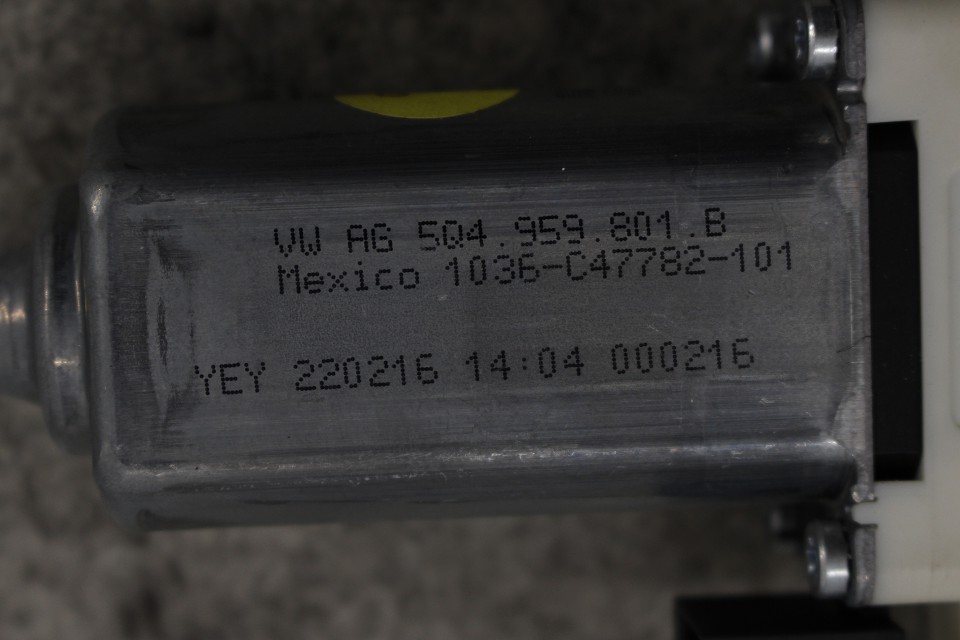 VW AG 5Q4.959.801.B
Mexico 1036-C47782-101
YEY 220216 14:04 000216